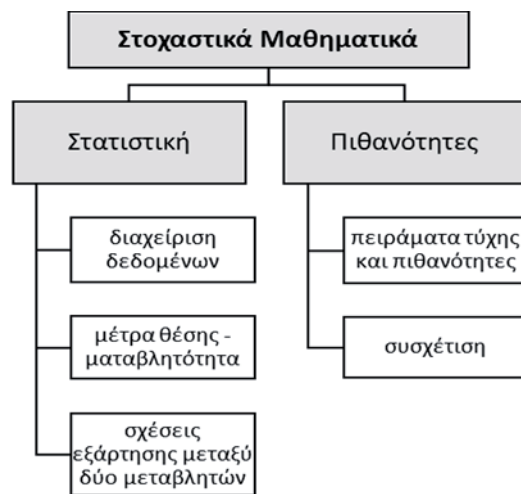 Στοχαστικά Μαθηματικά
Στατιστική
Πιθανότητες
διαχείριση
δεδομένων
μέτρα θέσης -
ματαβλητότητα
σχέσεις
εξάρτησης μεταξύ
δύο μεταβλητών
πειράματα τύχης
και πιθανότητες
συσχέτιση